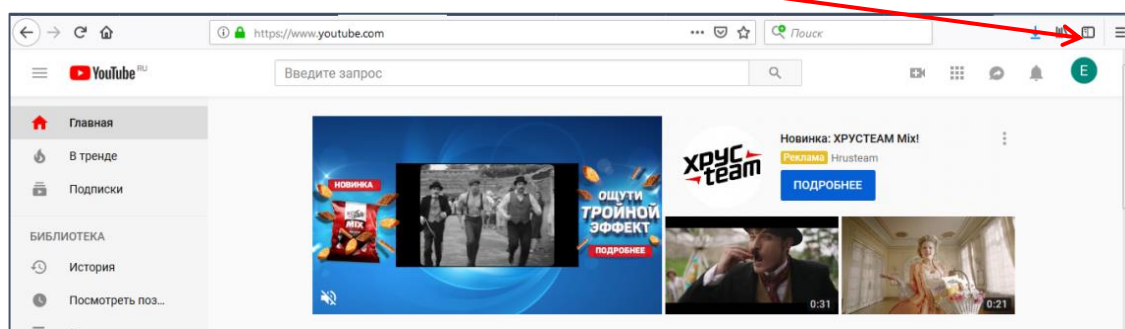 https://www.youtube.com
Поиск
YouTube RU
Введите запрос
E
Главная
В тренде
Подписки
БИБЛИОТЕКА
История
Посмотреть поз...
НОВИНКА
MIX
ОЩУТИ
ТРОЙНОЙ
ЭФФЕКТ
ПОДРОБНЕЕ
хрус
team
Новинка: ХРУСТEAM Mix!
Реклама Hrusteam
ПОДРОБНЕЕ
0:31
0:21